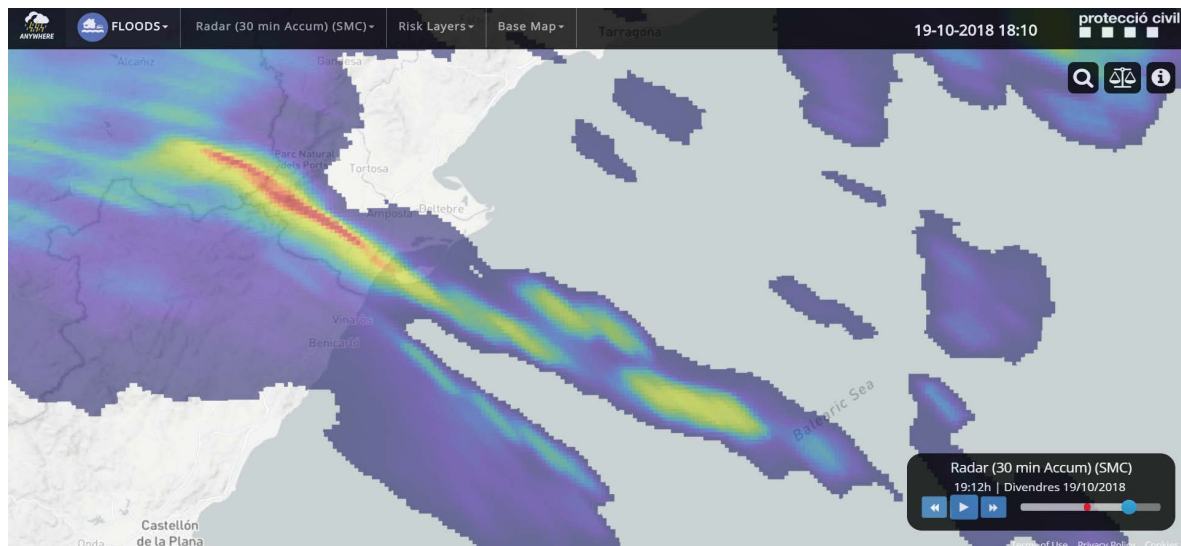 ANYWHERE
FLOODS
Radar (30 min Accum) (SMC)
Risk Layers
Base Map
Tarragona
19-10-2018 18:10
protecció civil
Alcañiz
Gandesa
Parc Natural
dels Ports
Tortosa
Amposta
Deltebre
Vinaròs
Benicarló
Balearic Sea
Castellón
de la Plana
Onda
Radar (30 min Accum) (SMC)
19:12h | Divendres 19/10/2018
Terms of Use Privacy Policy Cookies